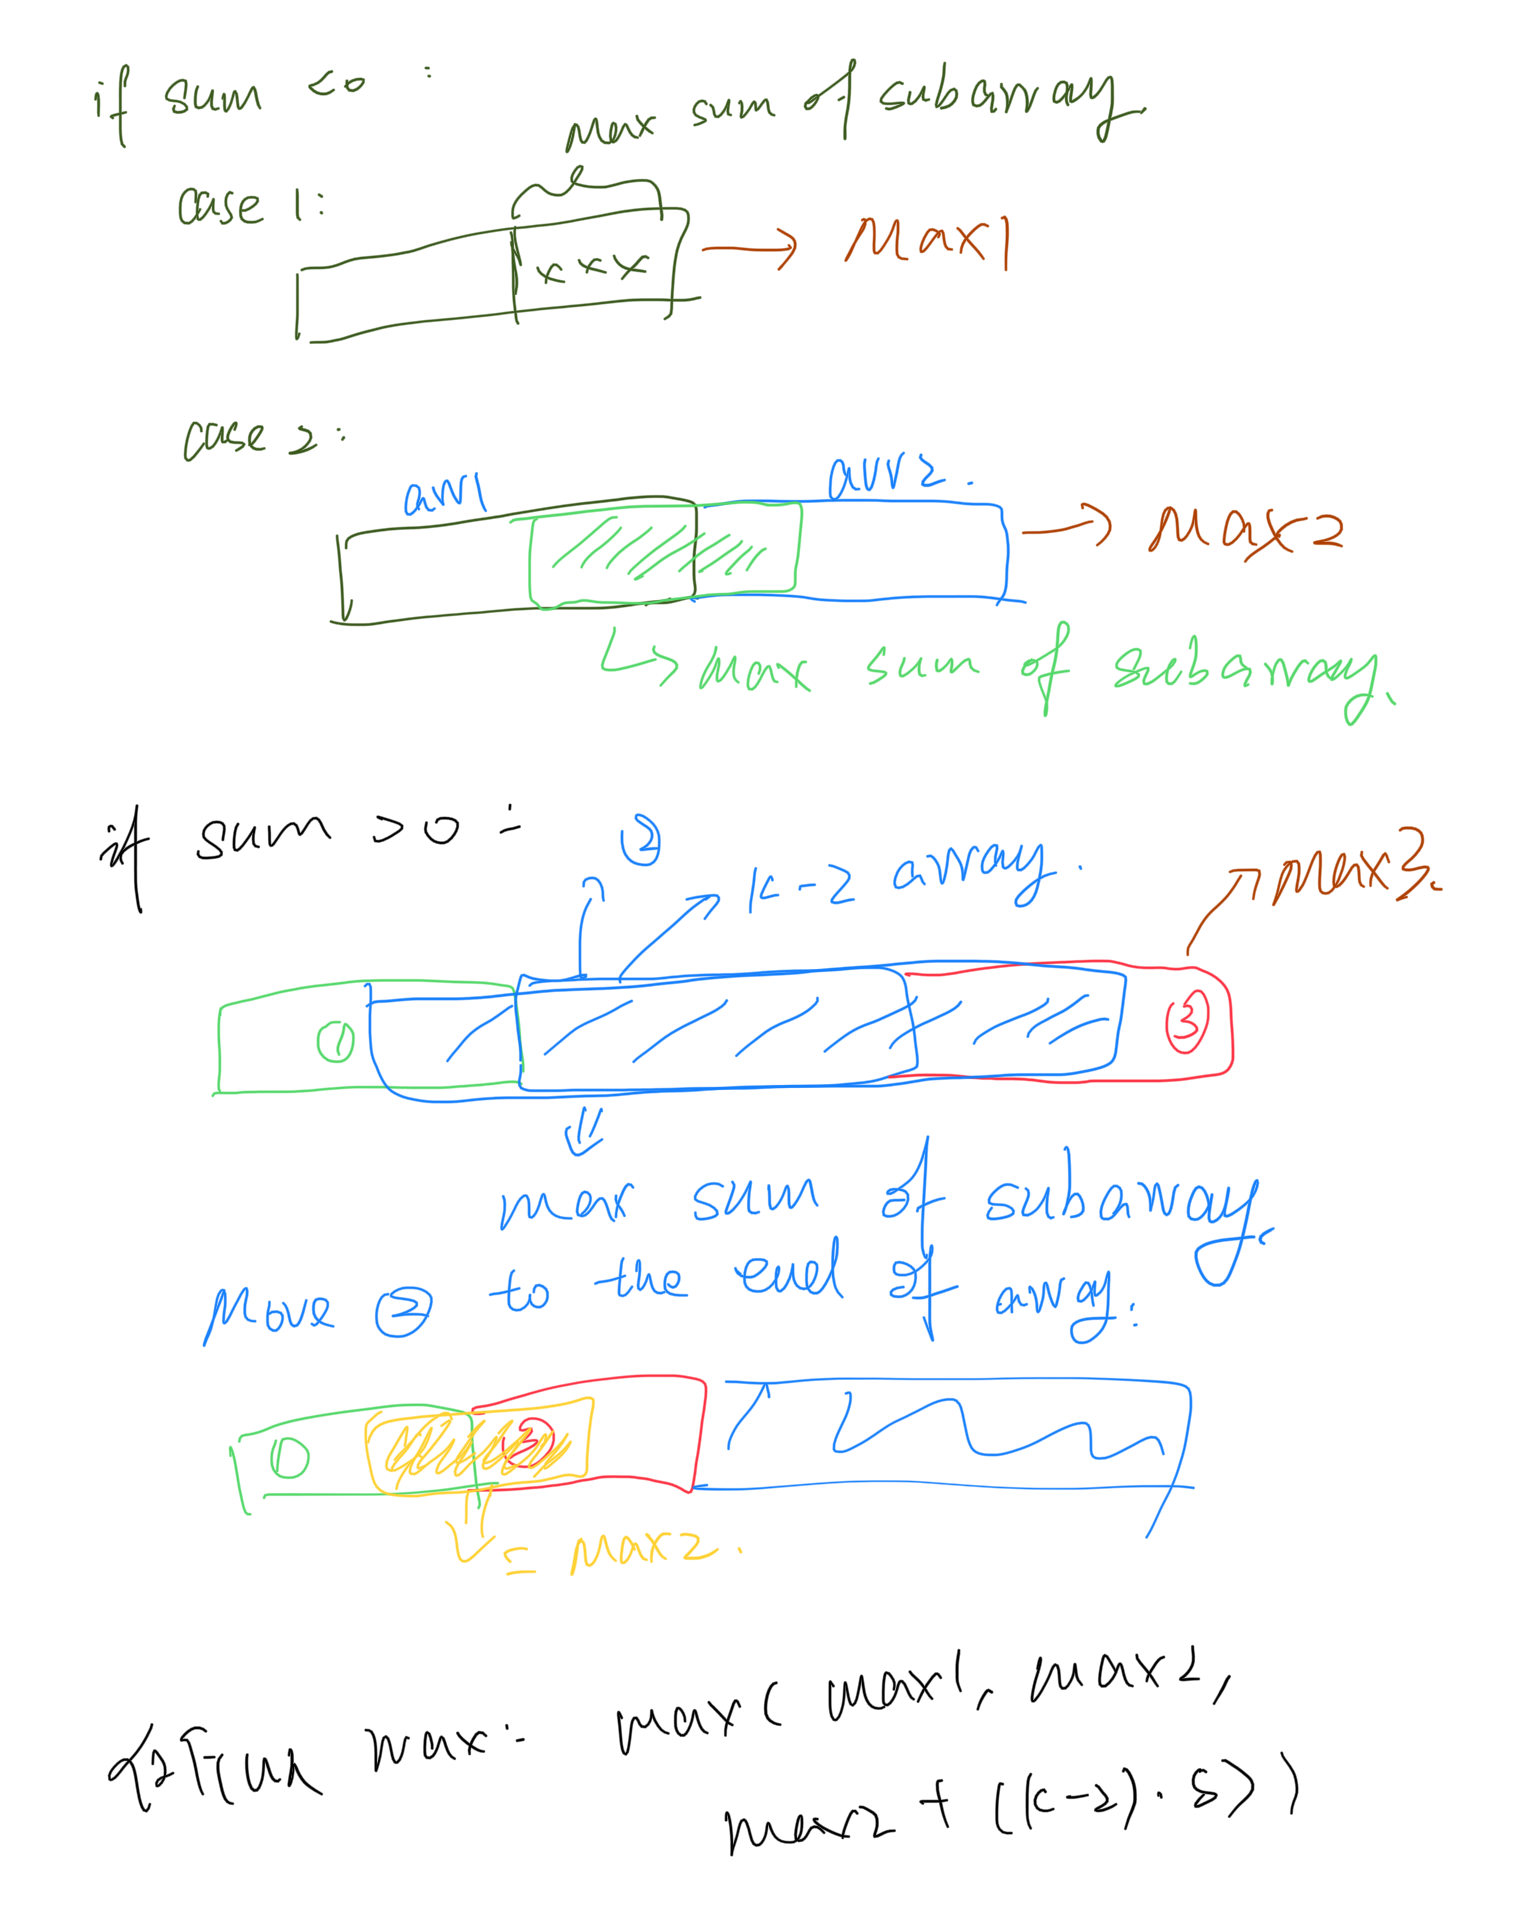 if sum <0 :
max sum of subarray
case 1:
xxx
Max1
case 2:
arr1
arr2.
Max2
max sum of subarray.
if sum >0 :
②
k-2 array.
Max3.
①
③
max sum of subarray.
Move ② to the end of array:
①
③
= Max2.
max: max( max1, max2,
max2 + ((k-2) · S))